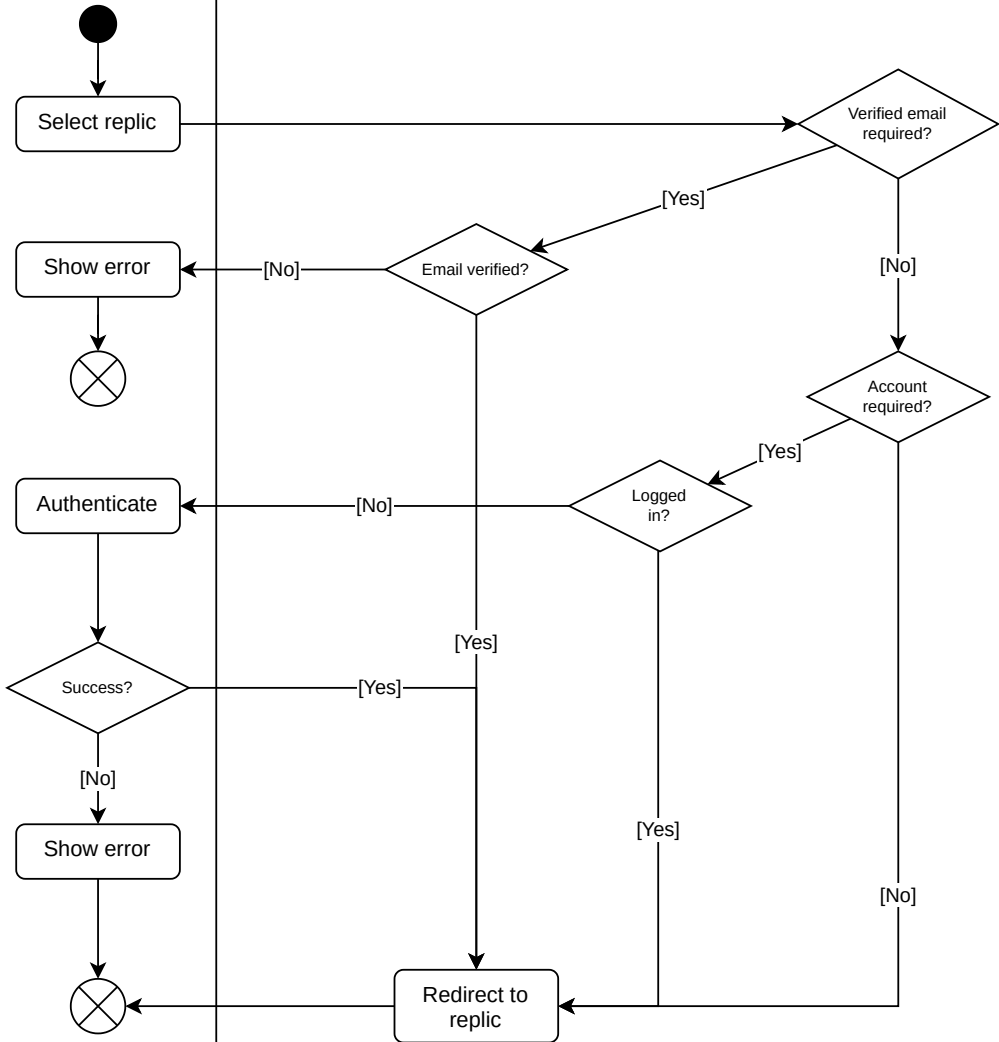 Select replic
Verified email
required?
[Yes]
Show error
[No]
Email verified?
[No]
Account
required?
[Yes]
Authenticate
[No]
Logged
in?
[Yes]
Success?
[Yes]
[No]
[Yes]
Show error
[No]
Redirect to
replic